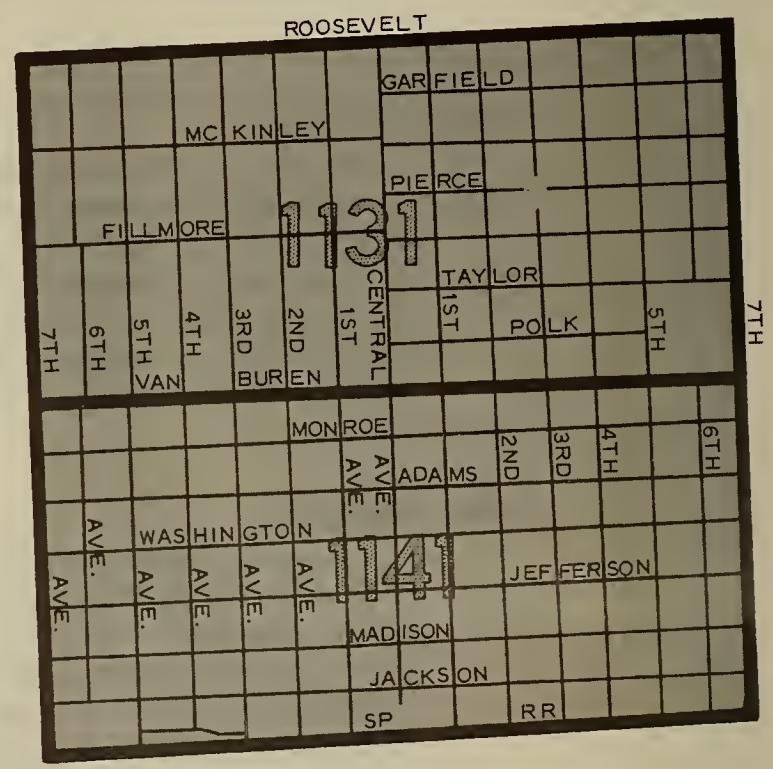 ROOSEVELT
GARFIELD
MC KINLEY
PIERCE
1131
FILLMORE
TAYLOR
CENTRAL
7TH
6TH
5TH
4TH
3RD
2ND
1ST
1ST
POLK
5TH
7TH
VAN BUREN
MONROE
AVE.
AVE.
ADAMS
2ND
3RD
4TH
6TH
WASHINGTON
1141
JEFFERSON
AVE.
AVE.
AVE.
AVE.
AVE.
AVE.
MADISON
JACKSON
SP RR